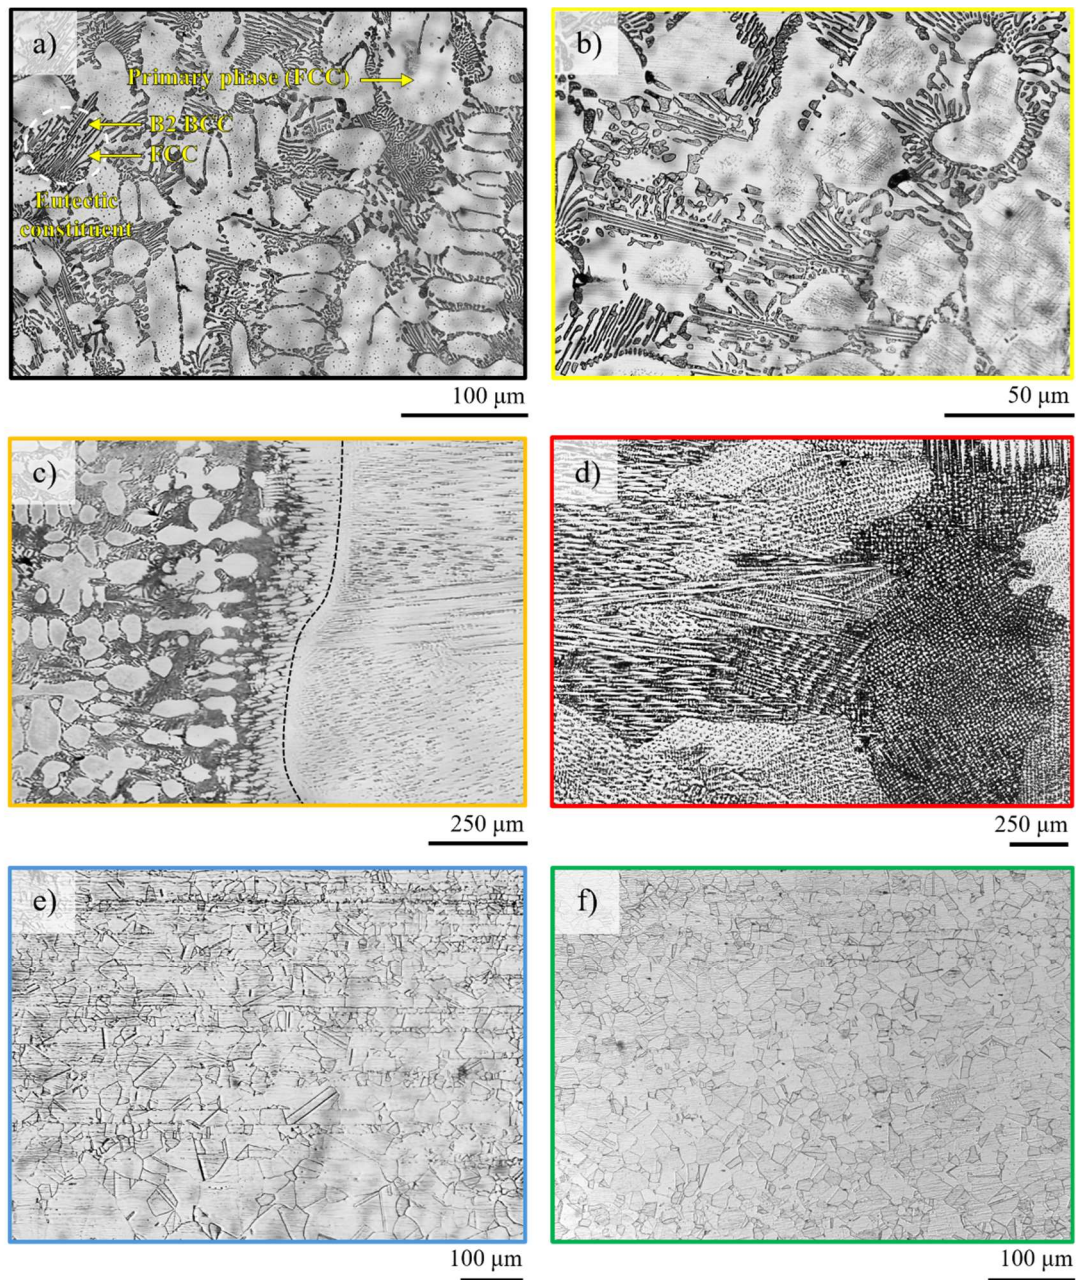 a)
Primary phase (FCC)
B2 BCC
FCC
Eutectic
constituent
b)
100 μm
50 μm
c)
d)
250 μm
250 μm
e)
f)
100 μm
100 μm